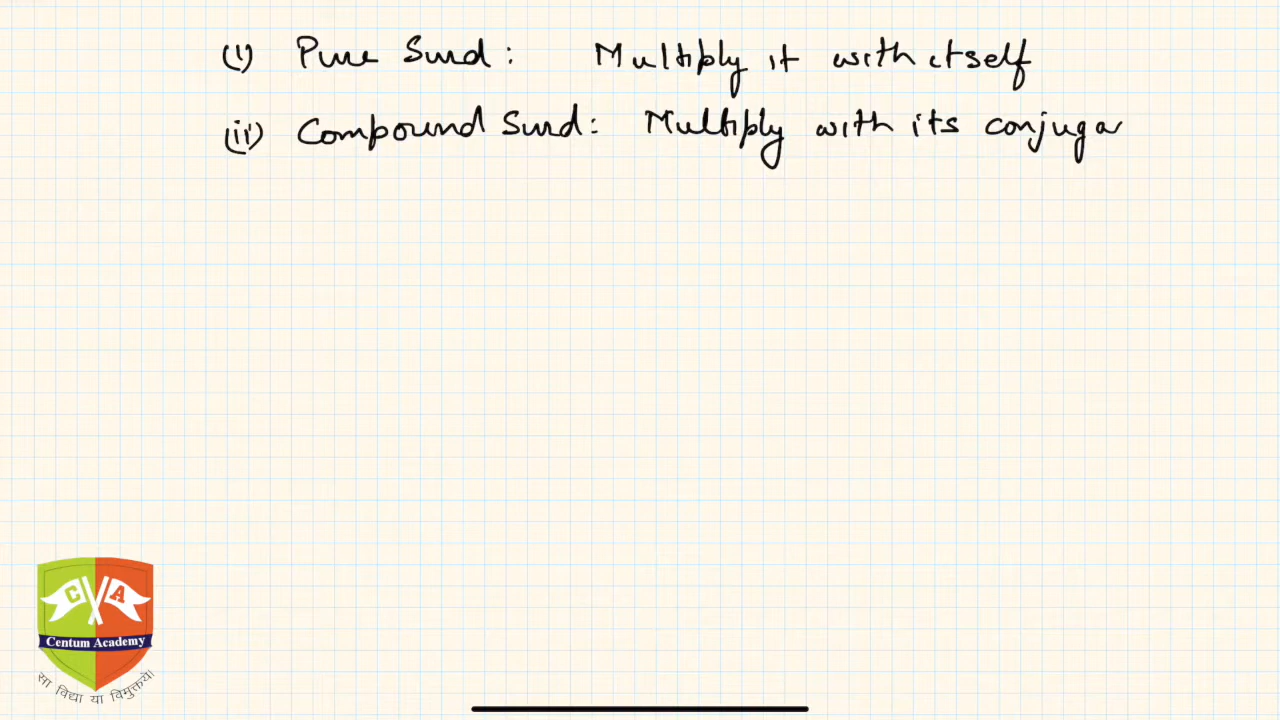 (i) Pure Surd: Multiply it with itself
(ii) Compound Surd: Multiply with its conjuga
C A
Centum Academy
सा विद्या या विमुक्तये।